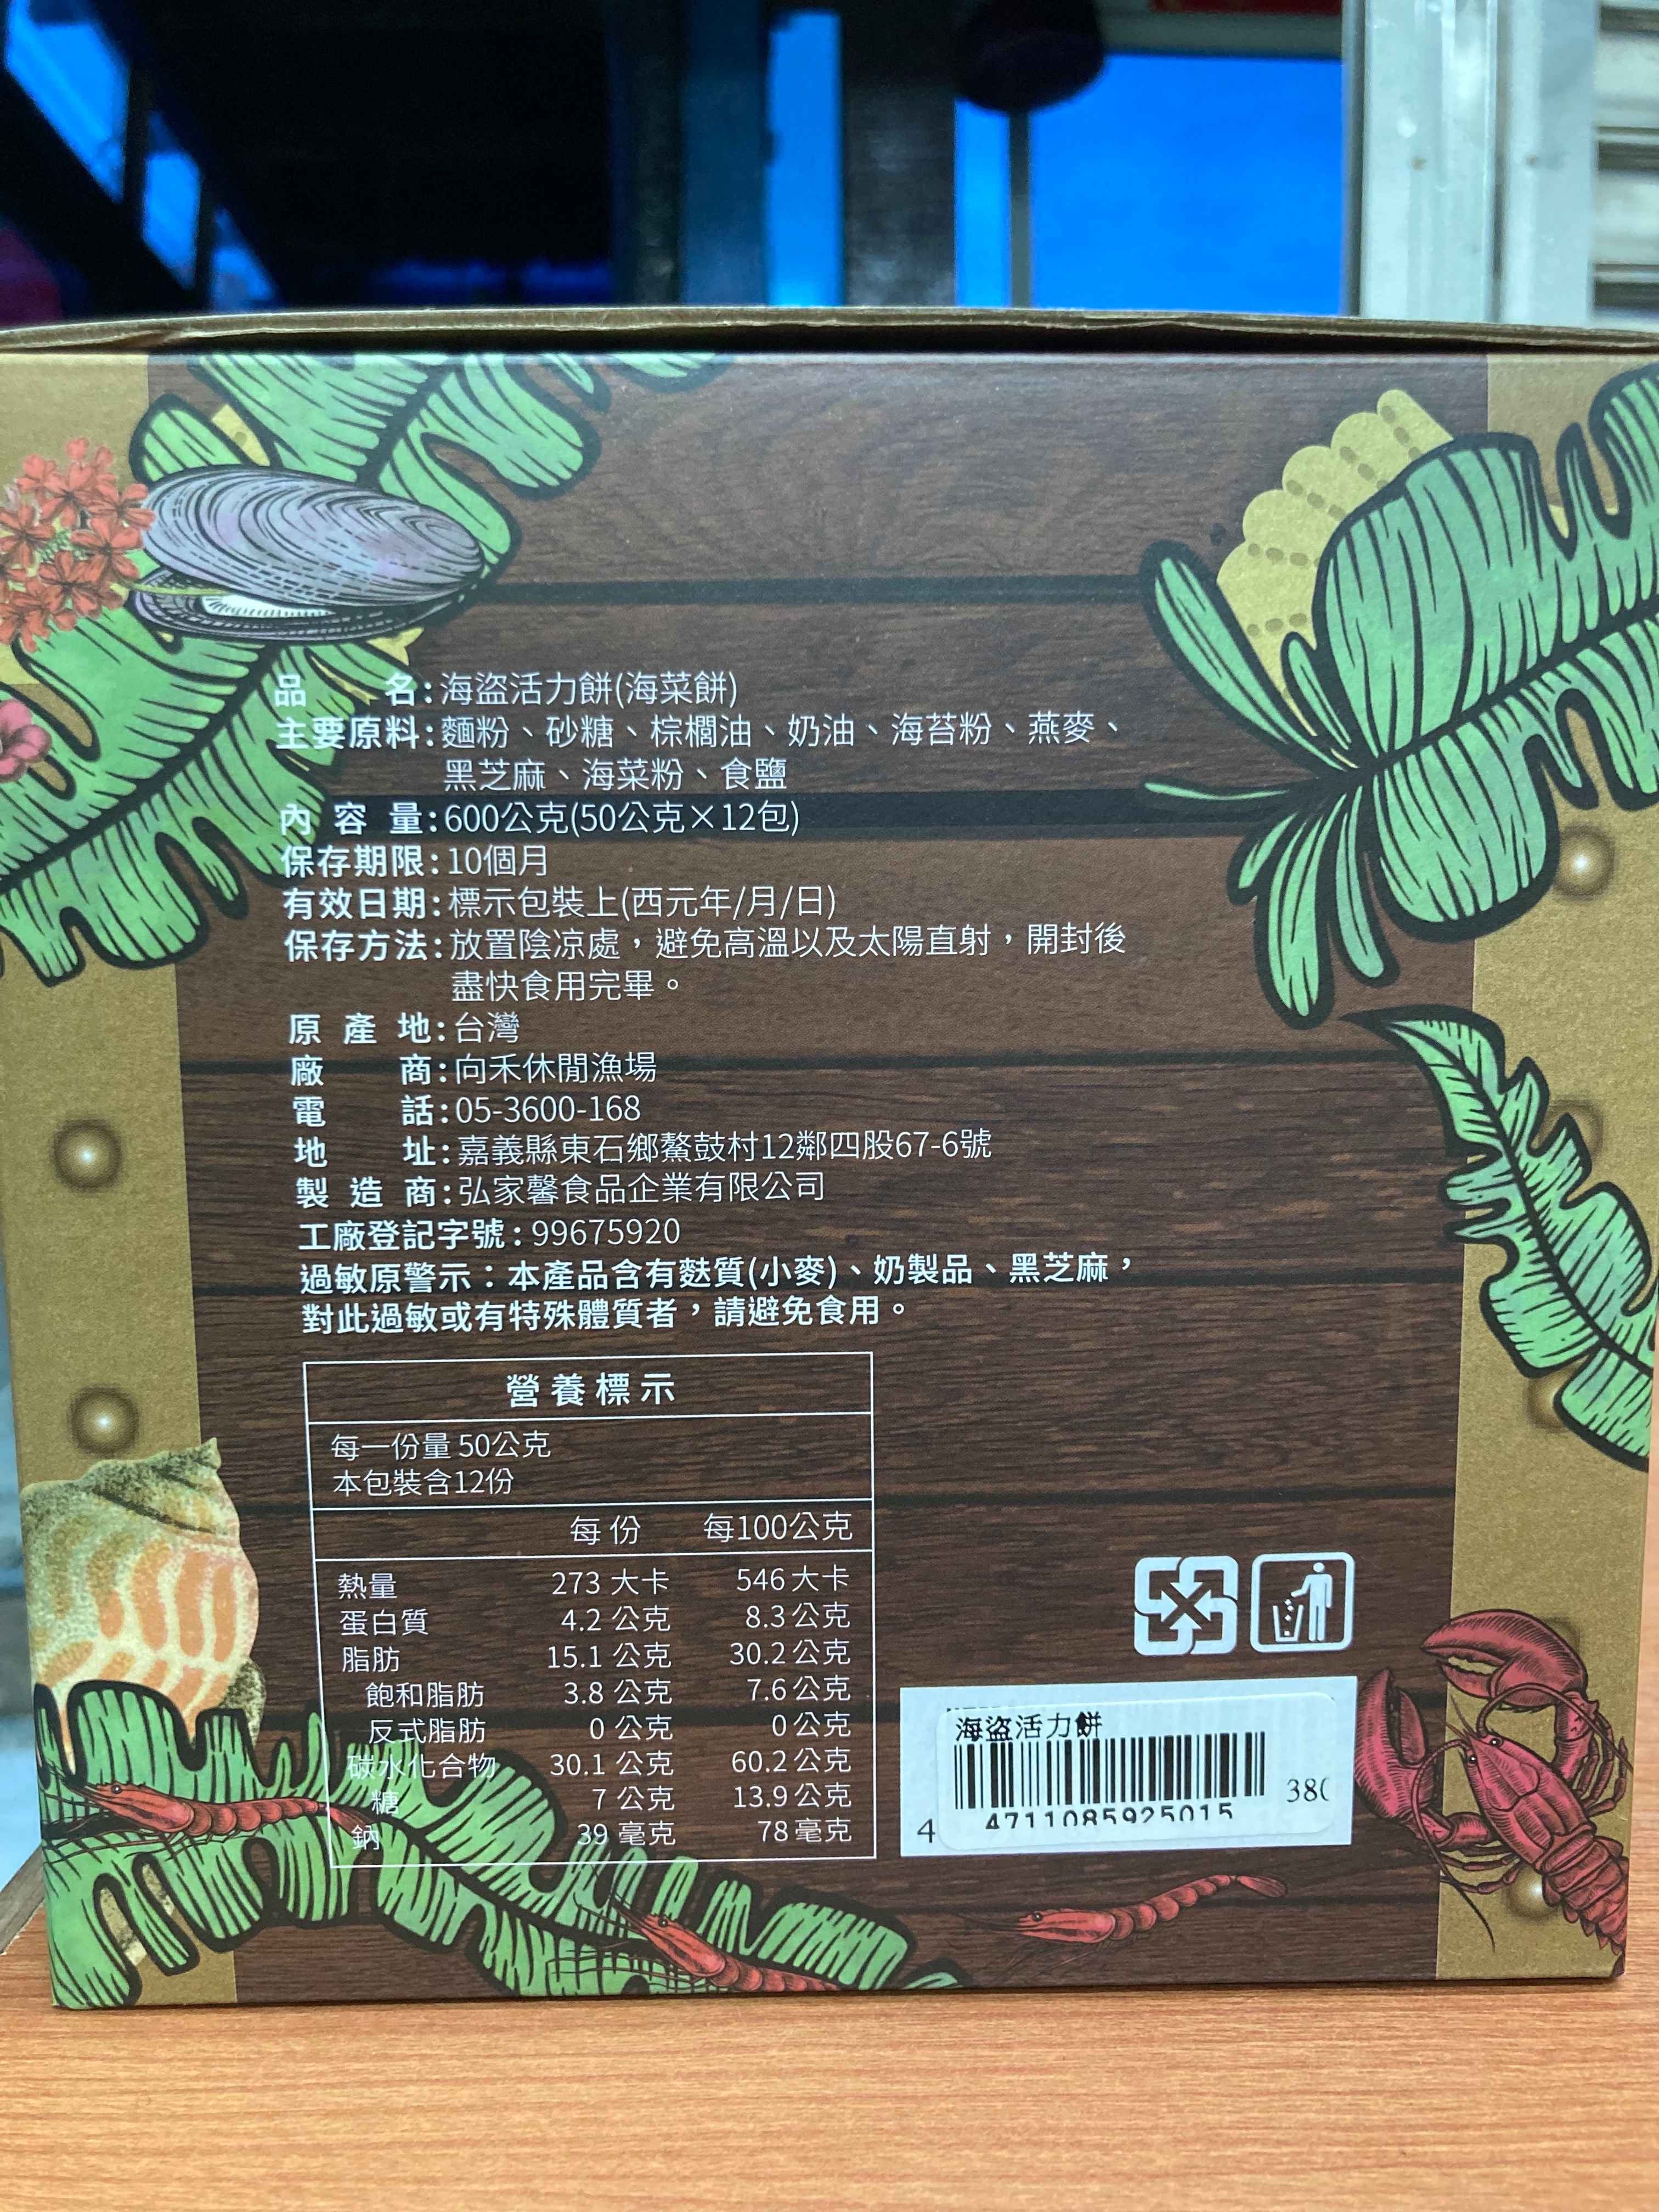 品名:海盜活力餅(海菜餅)
主要原料:麵粉、砂糖、棕櫚油、奶油、海苔粉、燕麥、
黑芝麻、海菜粉、食鹽
內容量:600公克(50公克×12包)
保存期限:10個月
有效日期:標示包裝上(西元年/月/日)
保存方法:放置陰涼處，避免高溫以及太陽直射，開封後
盡快食用完畢。
原產地:台灣
廠商:向禾休閒漁場
電話:05-3600-168
地址:嘉義縣東石鄉鰲鼓村12鄰四股67-6號
製造商:弘家馨食品企業有限公司
工廠登記字號:99675920
過敏原警示：本產品含有麩質(小麥)、奶製品、黑芝麻，
對此過敏或有特殊體質者，請避免食用。
營養標示
每一份量 50公克
本包裝含12份
每份 每100公克
熱量 273 大卡 546 大卡
蛋白質 4.2 公克 8.3 公克
脂肪 15.1 公克 30.2 公克
飽和脂肪 3.8 公克 7.6 公克
反式脂肪 0 公克 0 公克
碳水化合物 30.1 公克 60.2 公克
糖 7 公克 13.9 公克
鈉 39 毫克 78 毫克
海盜活力餅
4 4711085925015